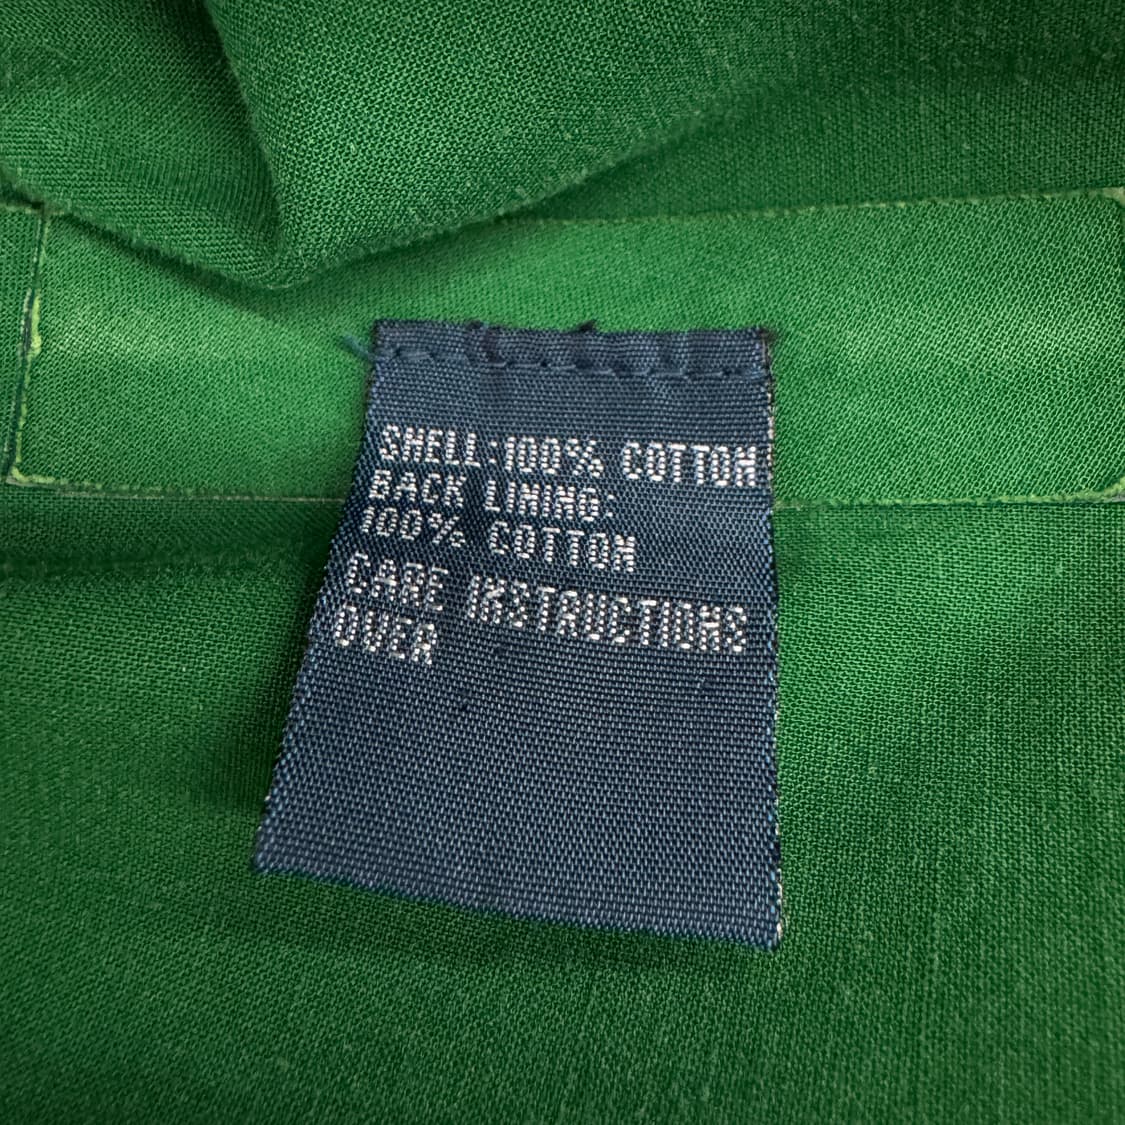 SHELL:100% COTTON
BACK LINING:
100% COTTON
CARE INSTRUCTIONS
OVER